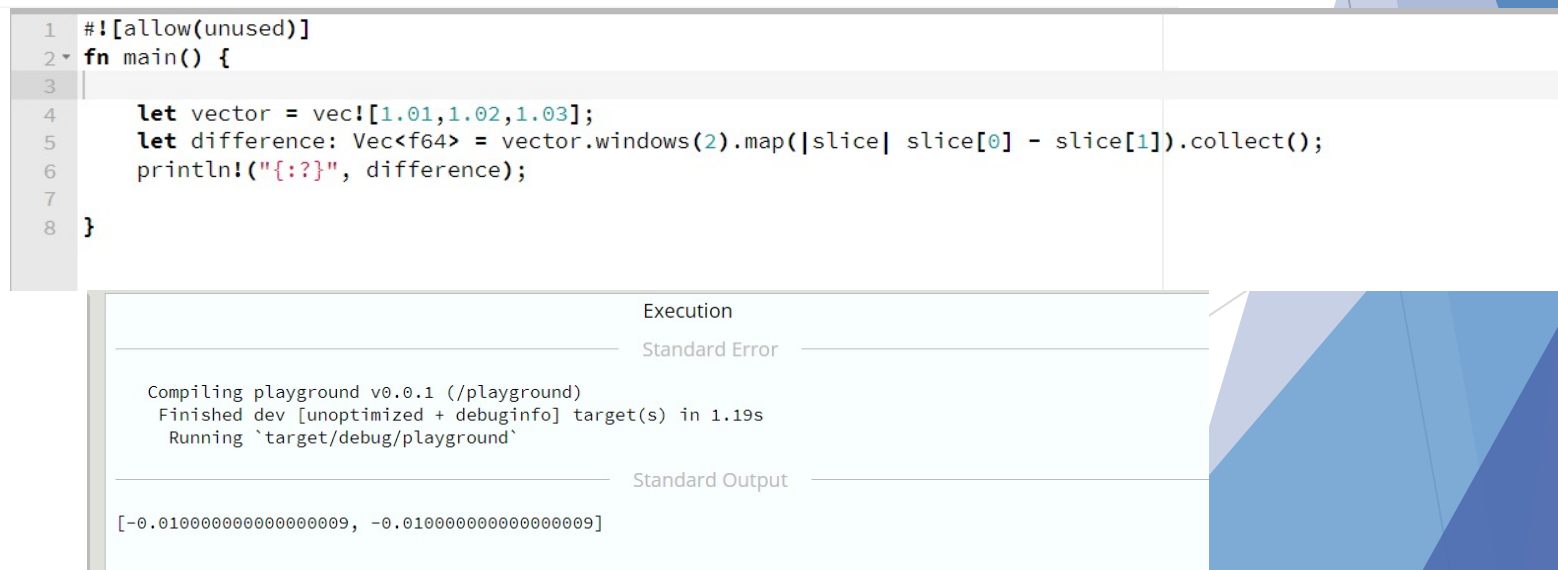 1 #![allow(unused)]
2 fn main() {
3
4 let vector = vec![1.01,1.02,1.03];
5 let difference: Vec<f64> = vector.windows(2).map(|slice| slice[0] - slice[1]).collect();
6 println!("{:?}", difference);
7
8 }
Execution
Standard Error
Compiling playground v0.0.1 (/playground)
Finished dev [unoptimized + debuginfo] target(s) in 1.19s
Running `target/debug/playground`
Standard Output
[-0.010000000000000009, -0.010000000000000009]